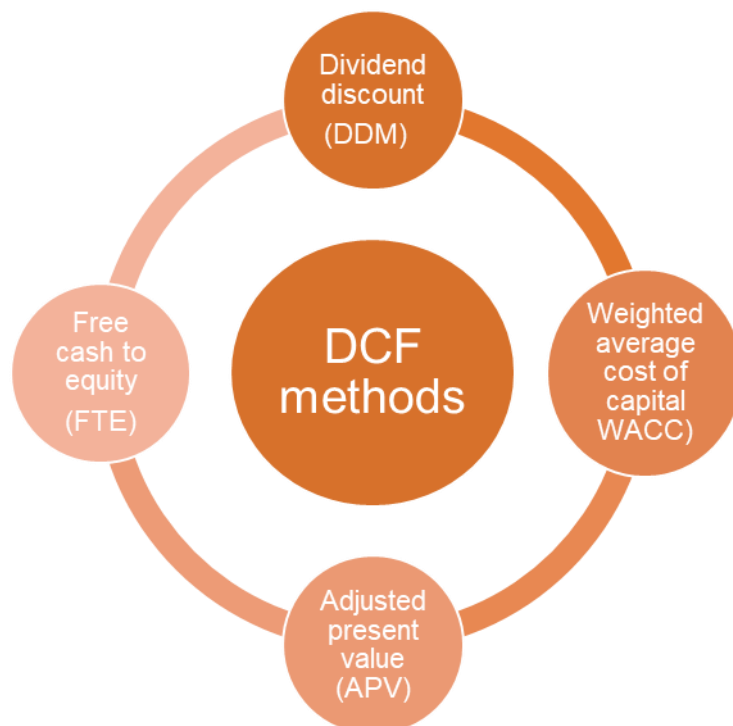 Dividend
discount
(DDM)
Weighted
average
cost of
capital
WACC)
Adjusted
present
value
(APV)
Free
cash to
equity
(FTE)
DCF
methods